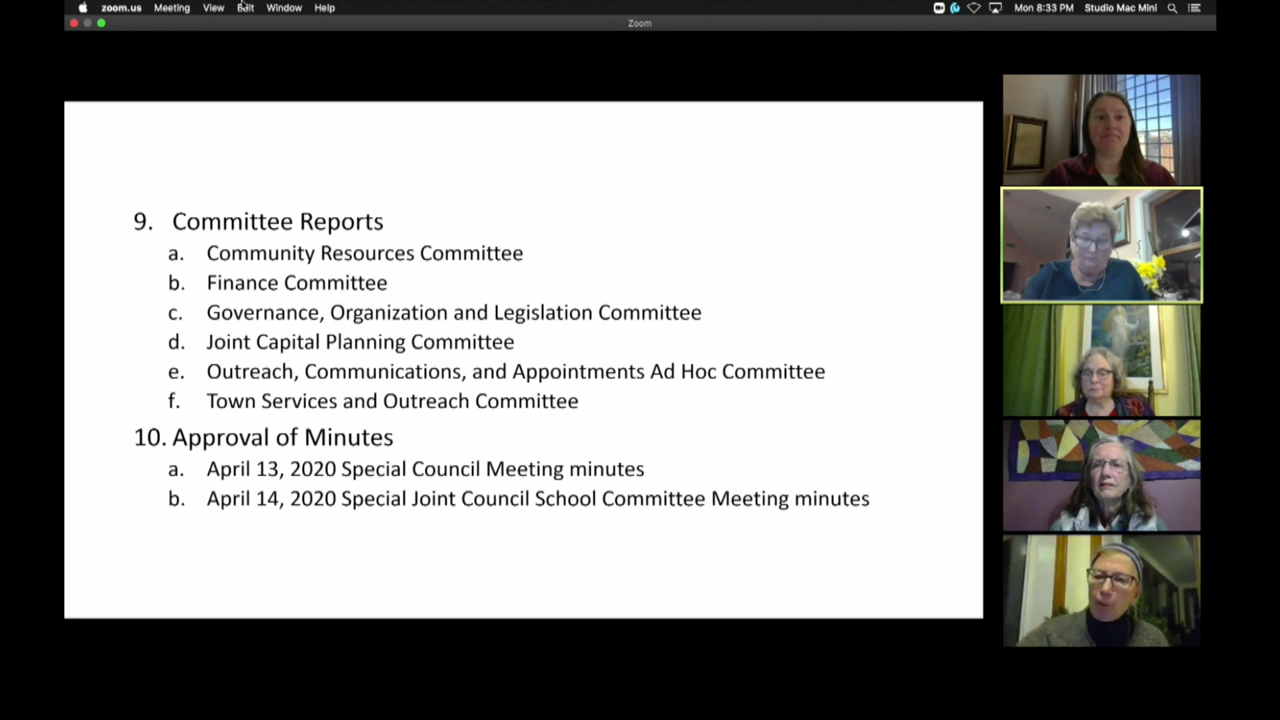 zoom.us Meeting View Edit Window Help Mon 8:33 PM Studio Mac Mini
Zoom
9. Committee Reports
a. Community Resources Committee
b. Finance Committee
c. Governance, Organization and Legislation Committee
d. Joint Capital Planning Committee
e. Outreach, Communications, and Appointments Ad Hoc Committee
f. Town Services and Outreach Committee
10. Approval of Minutes
a. April 13, 2020 Special Council Meeting minutes
b. April 14, 2020 Special Joint Council School Committee Meeting minutes